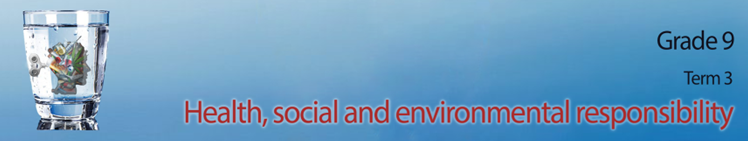 Grade 9
Term 3
Health, social and environmental responsibility